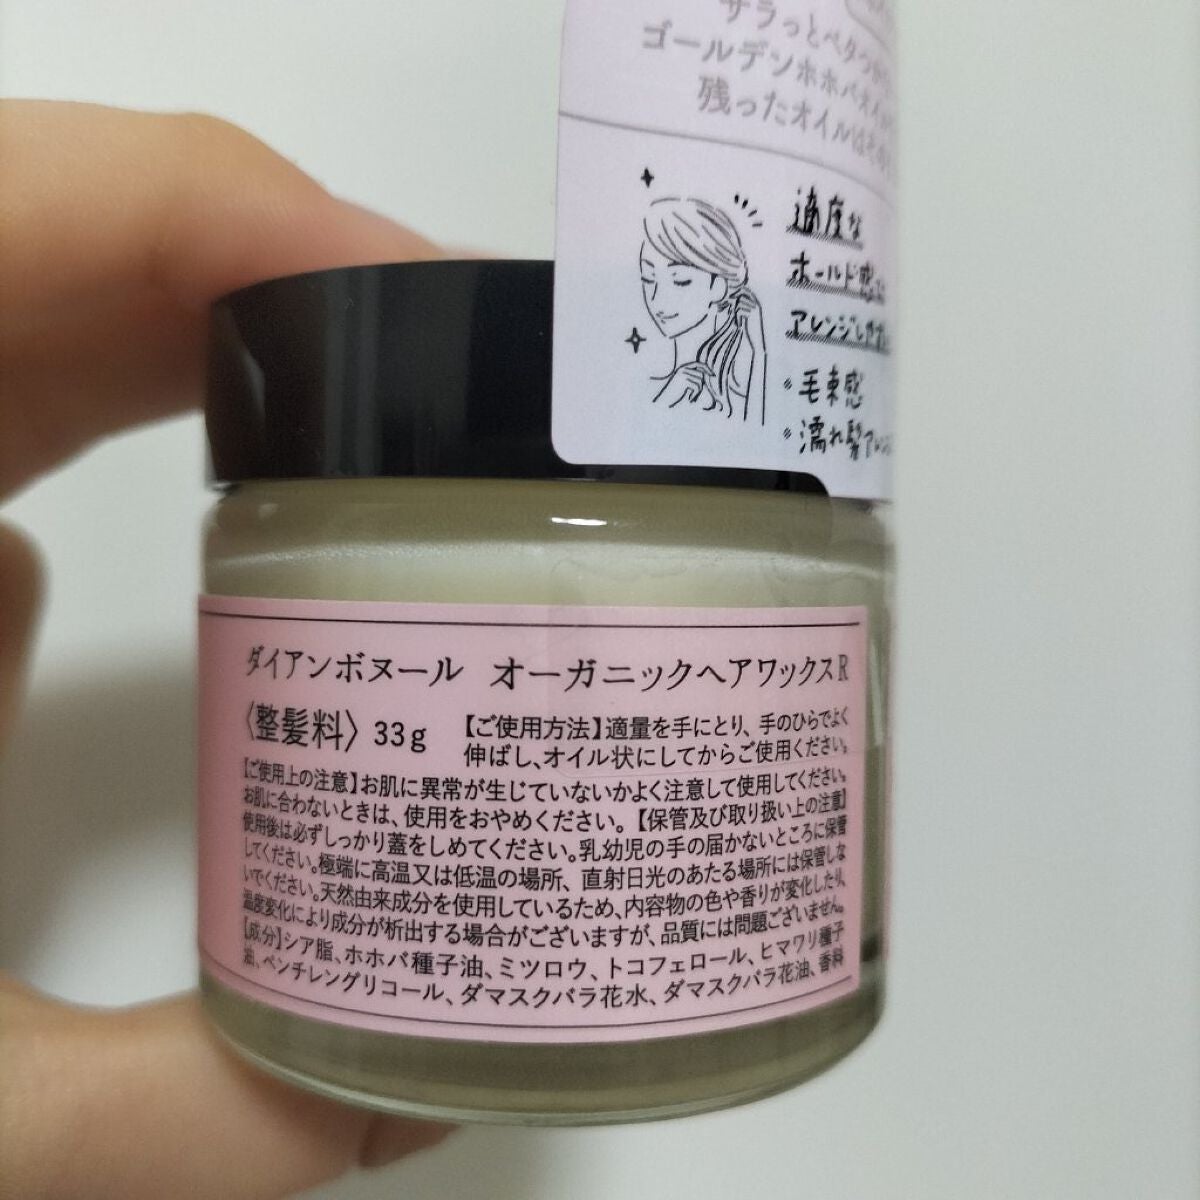 サラっとベタつか
ゴールデンホホバオイル
残ったオイルはその
適度な
ホールド感
アレンジしやす
・毛束感
・濡れ髪アレンジ
ダイアンボヌール オーガニックヘアワックスR
〈整髪料〉33g
【ご使用方法】適量を手にとり、手のひらでよく
伸ばし、オイル状にしてからご使用ください。
【ご使用上の注意】お肌に異常が生じていないかよく注意して使用してください。
お肌に合わないときは、使用をおやめください。【保管及び取り扱い上の注意】
使用後は必ずしっかり蓋をしめてください。乳幼児の手の届かないところに保管
してください。極端に高温又は低温の場所、直射日光のあたる場所には保管しな
いでください。天然由来成分を使用しているため、内容物の色や香りが変化したり、
温度変化により成分が析出する場合がございますが、品質には問題ございません。
【成分】シア脂、ホホバ種子油、ミツロウ、トコフェロール、ヒマワリ種子
油、ペンチレングリコール、ダマスクバラ花水、ダマスクバラ花油、香料